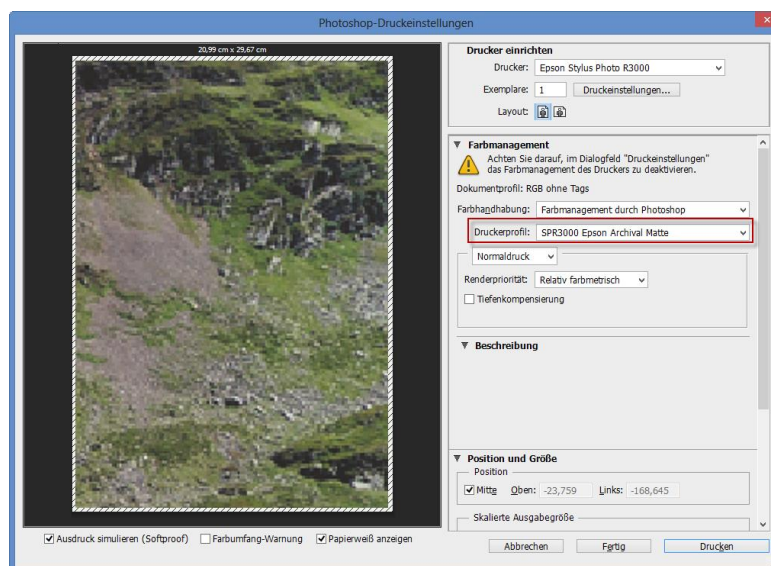 Photoshop-Druckeinstellungen
20,99 cm x 29,67 cm
Drucker einrichten
Drucker: Epson Stylus Photo R3000
Exemplare: 1 Druckeinstellungen...
Layout:
Farbmanagement
Achten Sie darauf, im Dialogfeld "Druckeinstellungen"
das Farbmanagement des Druckers zu deaktivieren.
Dokumentprofil: RGB ohne Tags
Farbhandhabung: Farbmanagement durch Photoshop
Druckerprofil: SPR3000 Epson Archival Matte
Normaldruck
Renderpriorität: Relativ farbmetrisch
Tiefenkompensierung
Beschreibung
Position und Größe
Position
Mitte Oben: -23,759 Links: -168,645
Skalierte Ausgabegröße
Ausdruck simulieren (Softproof) Farbumfang-Warnung Papierweiß anzeigen
Abbrechen Fertig Drucken